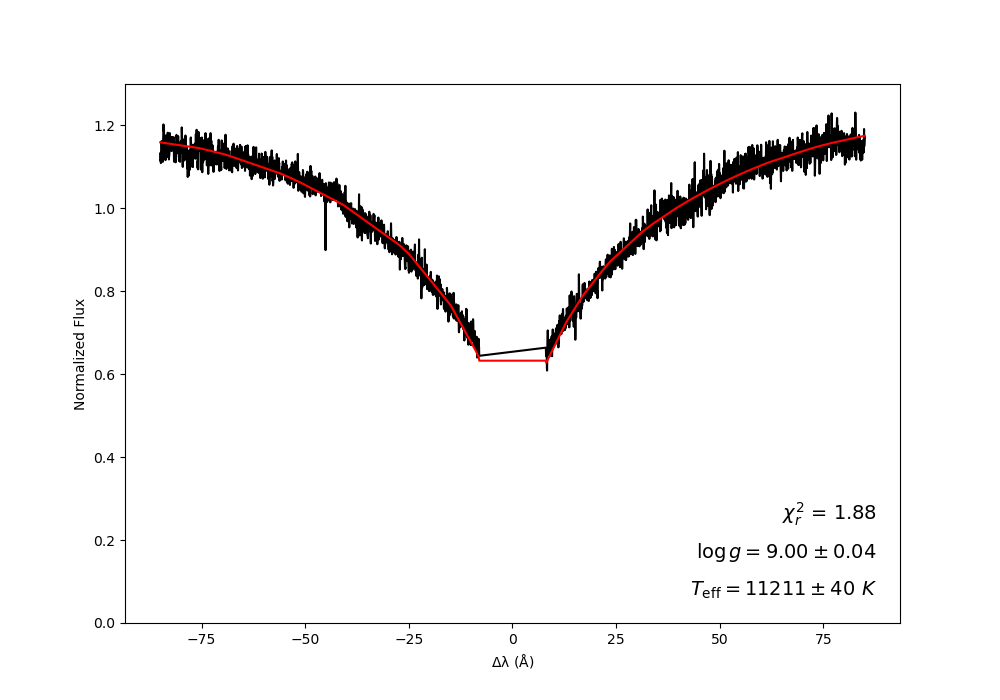 1.2
1.0
0.8
0.6
0.4
0.2
0.0
Normalized Flux
χ²ᵣ = 1.88
log g = 9.00 ± 0.04
T_eff = 11211 ± 40 K
−75 −50 −25 0 25 50 75
Δλ (Å)